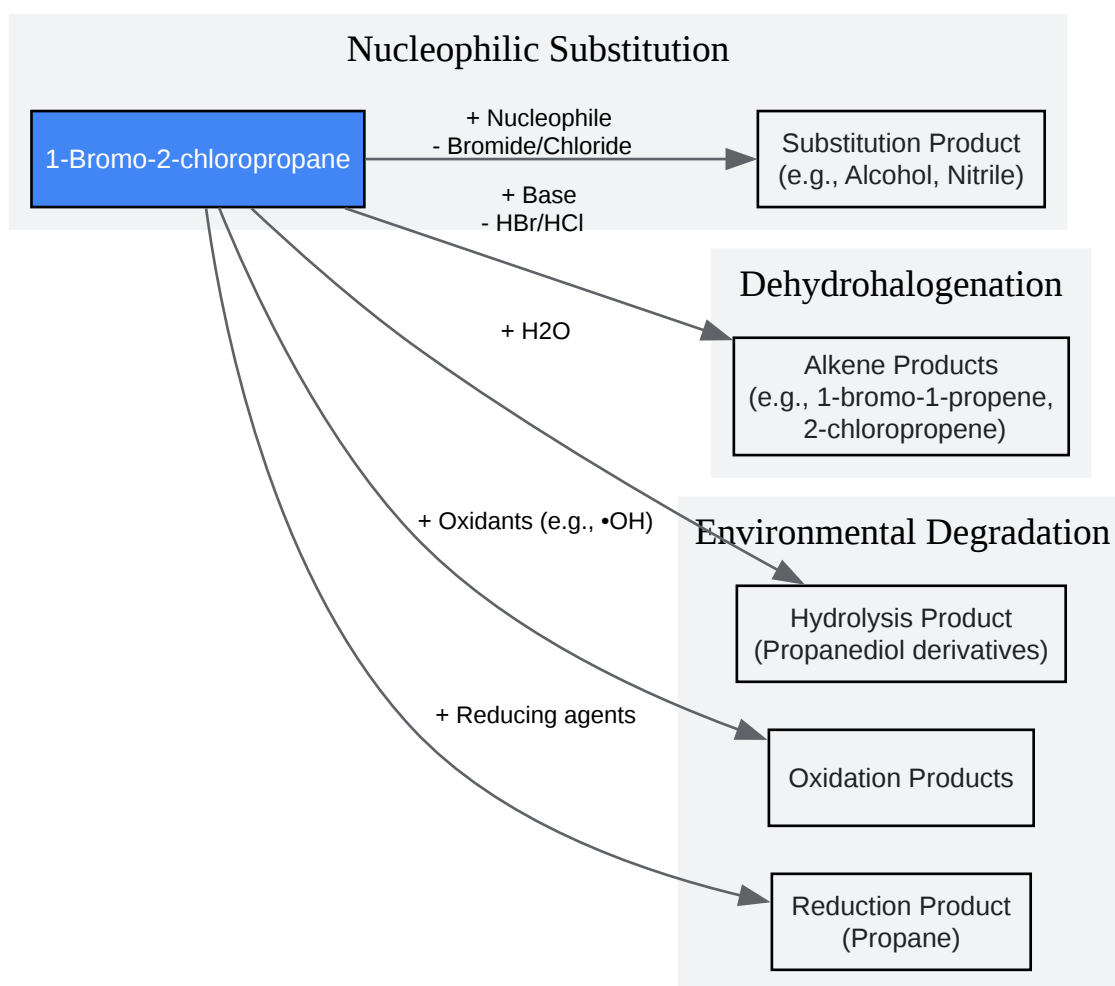 Nucleophilic Substitution
1-Bromo-2-chloropropane
+ Nucleophile
- Bromide/Chloride
Substitution Product
(e.g., Alcohol, Nitrile)
+ Base
- HBr/HCl
Dehydrohalogenation
+ H2O
Alkene Products
(e.g., 1-bromo-1-propene,
2-chloropropene)
+ Oxidants (e.g., •OH)
Environmental Degradation
Hydrolysis Product
(Propanediol derivatives)
+ Reducing agents
Oxidation Products
Reduction Product
(Propane)